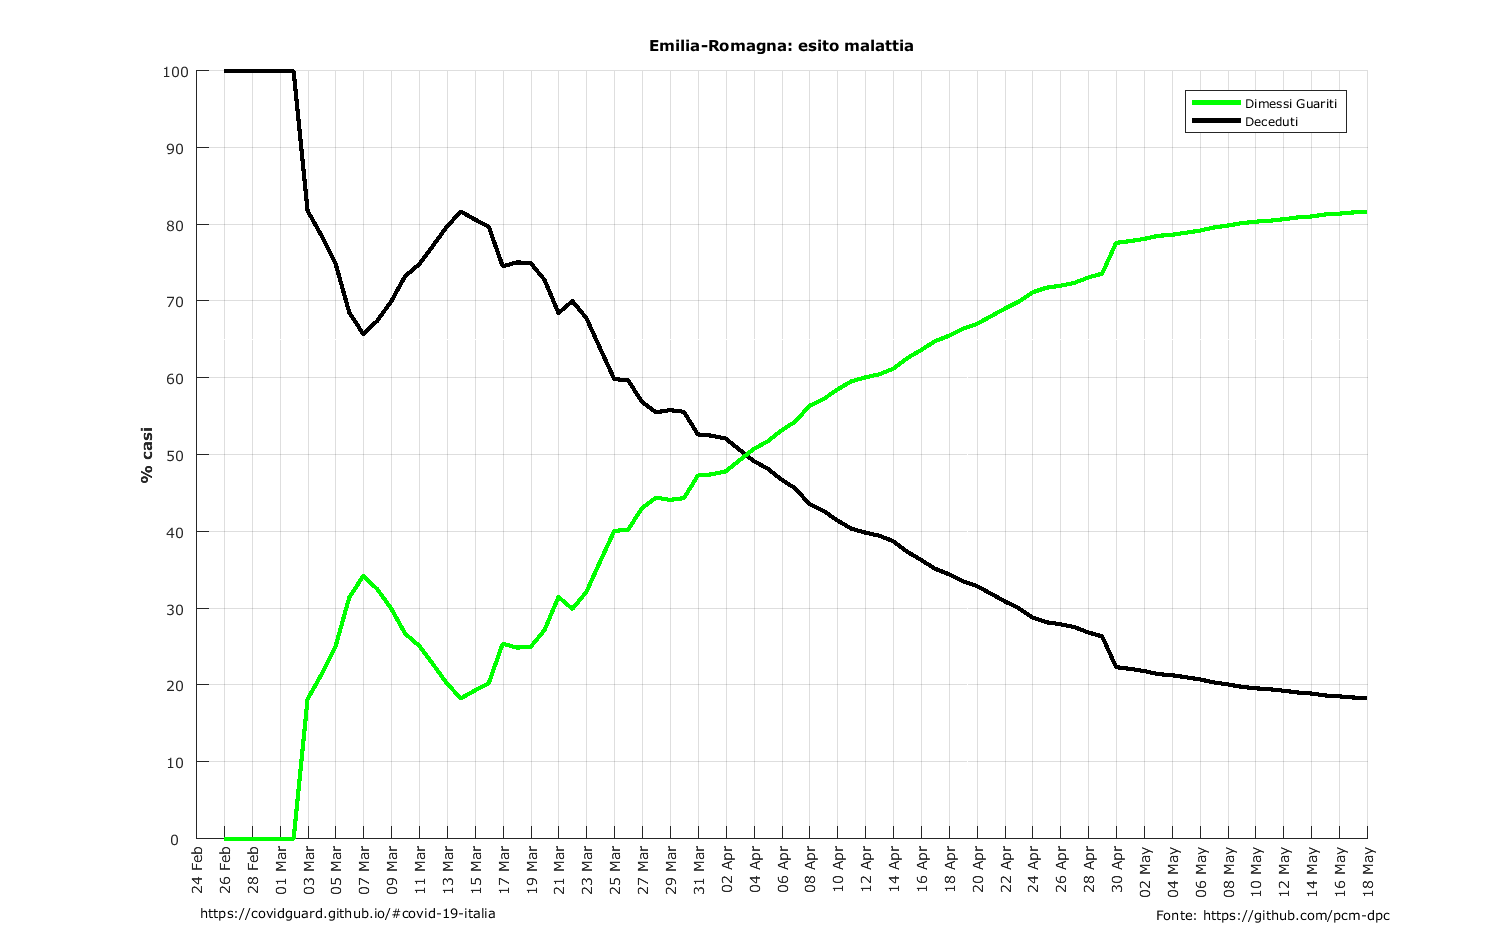 Emilia-Romagna: esito malattia
Dimessi Guariti
Deceduti
% casi
100
90
80
70
60
50
40
30
20
10
0
24 Feb
26 Feb
28 Feb
01 Mar
03 Mar
05 Mar
07 Mar
09 Mar
11 Mar
13 Mar
15 Mar
17 Mar
19 Mar
21 Mar
23 Mar
25 Mar
27 Mar
29 Mar
31 Mar
02 Apr
04 Apr
06 Apr
08 Apr
10 Apr
12 Apr
14 Apr
16 Apr
18 Apr
20 Apr
22 Apr
24 Apr
26 Apr
28 Apr
30 Apr
02 May
04 May
06 May
08 May
10 May
12 May
14 May
16 May
18 May
https://covidguard.github.io/#covid-19-italia
Fonte: https://github.com/pcm-dpc